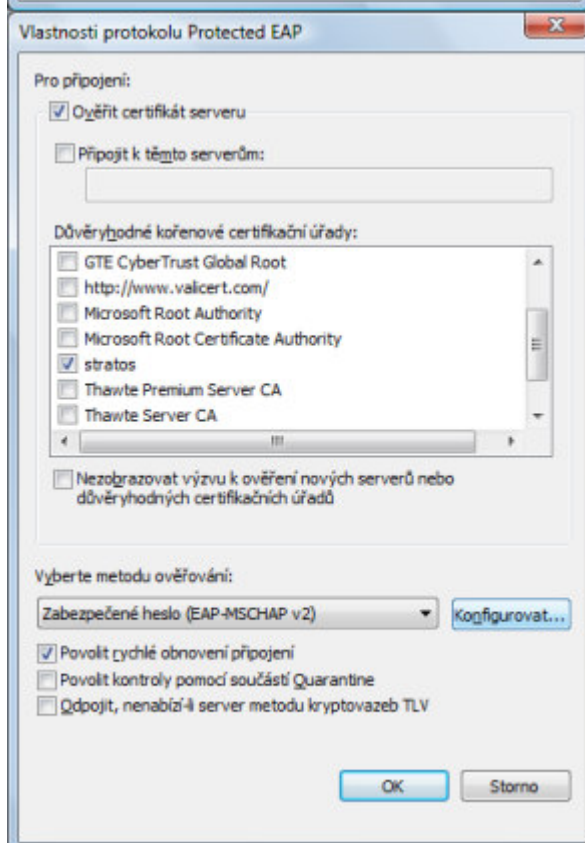 Vlastnosti protokolu Protected EAP
Pro připojení:
Ověřit certifikát serveru
Připojit k těmto serverům:
Důvěryhodné kořenové certifikační úřady:
GTE CyberTrust Global Root
http://www.valicert.com/
Microsoft Root Authority
Microsoft Root Certificate Authority
stratos
Thawte Premium Server CA
Thawte Server CA
Nezobrazovat výzvu k ověření nových serverů nebo
důvěryhodných certifikačních úřadů
Vyberte metodu ověřování:
Zabezpečené heslo (EAP-MSCHAP v2)
Konfigurovat...
Povolit rychlé obnovení připojení
Povolit kontroly pomocí součástí Quarantine
Odpojit, nenabízí-li server metodu kryptovazeb TLV
OK
Storno